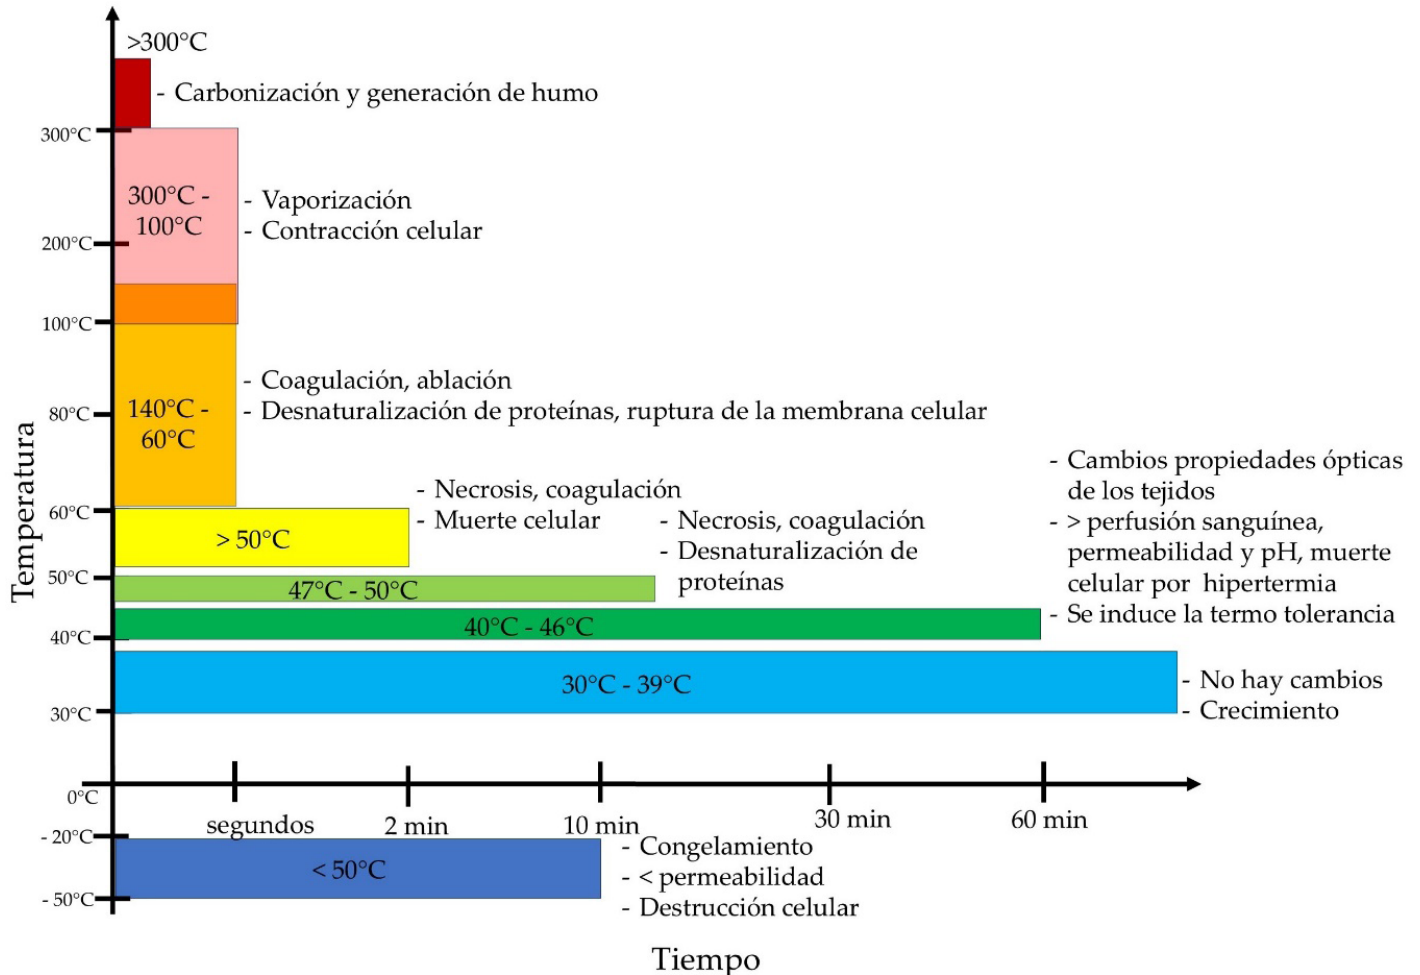 >300°C
- Carbonización y generación de humo
300°C
300°C -
100°C
- Vaporización
- Contracción celular
200°C
100°C
- Coagulación, ablación
- Desnaturalización de proteínas, ruptura de la membrana celular
80°C
140°C -
60°C
Temperatura
- Necrosis, coagulación
- Muerte celular
60°C
> 50°C
- Necrosis, coagulación
- Desnaturalización de
proteínas
50°C
47°C - 50°C
- Cambios propiedades ópticas
de los tejidos
- > perfusión sanguínea,
permeabilidad y pH, muerte
celular por hipertermia
- Se induce la termo tolerancia
40°C
40°C - 46°C
30°C - 39°C
- No hay cambios
- Crecimiento
30°C
0°C
segundos
2 min
10 min
30 min
60 min
- 20°C
< 50°C
- Congelamiento
- < permeabilidad
- Destrucción celular
- 50°C
Tiempo